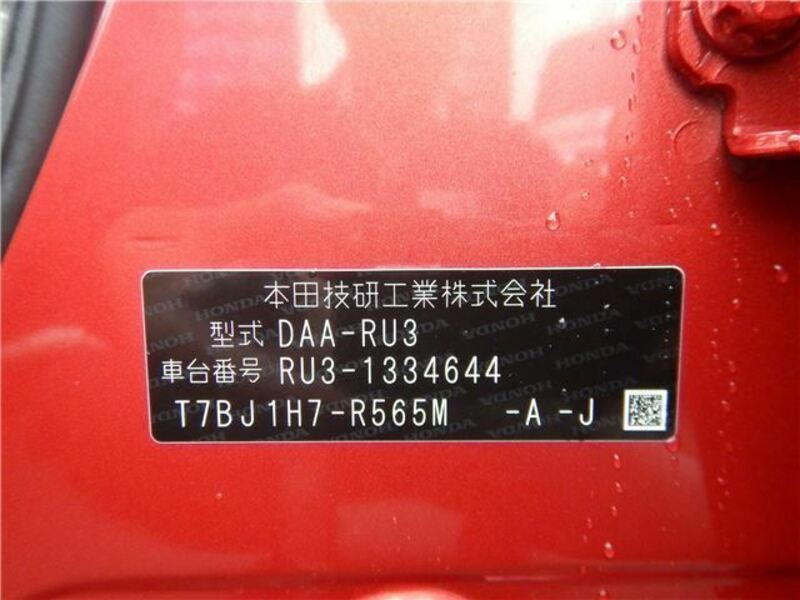 本田技研工業株式会社
型式 DAA-RU3
車台番号 RU3-1334644
T7BJ1H7-R565M -A -J